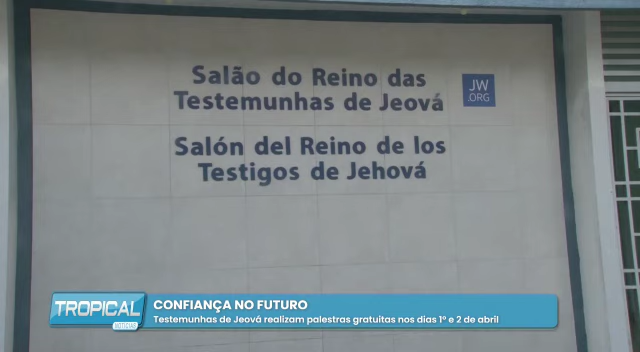 Salão do Reino das
Testemunhas de Jeová
JW
.ORG
Salón del Reino de los
Testigos de Jehová
TROPICAL
NOTÍCIAS
CONFIANÇA NO FUTURO
Testemunhas de Jeová realizam palestras gratuitas nos dias 1º e 2 de abril